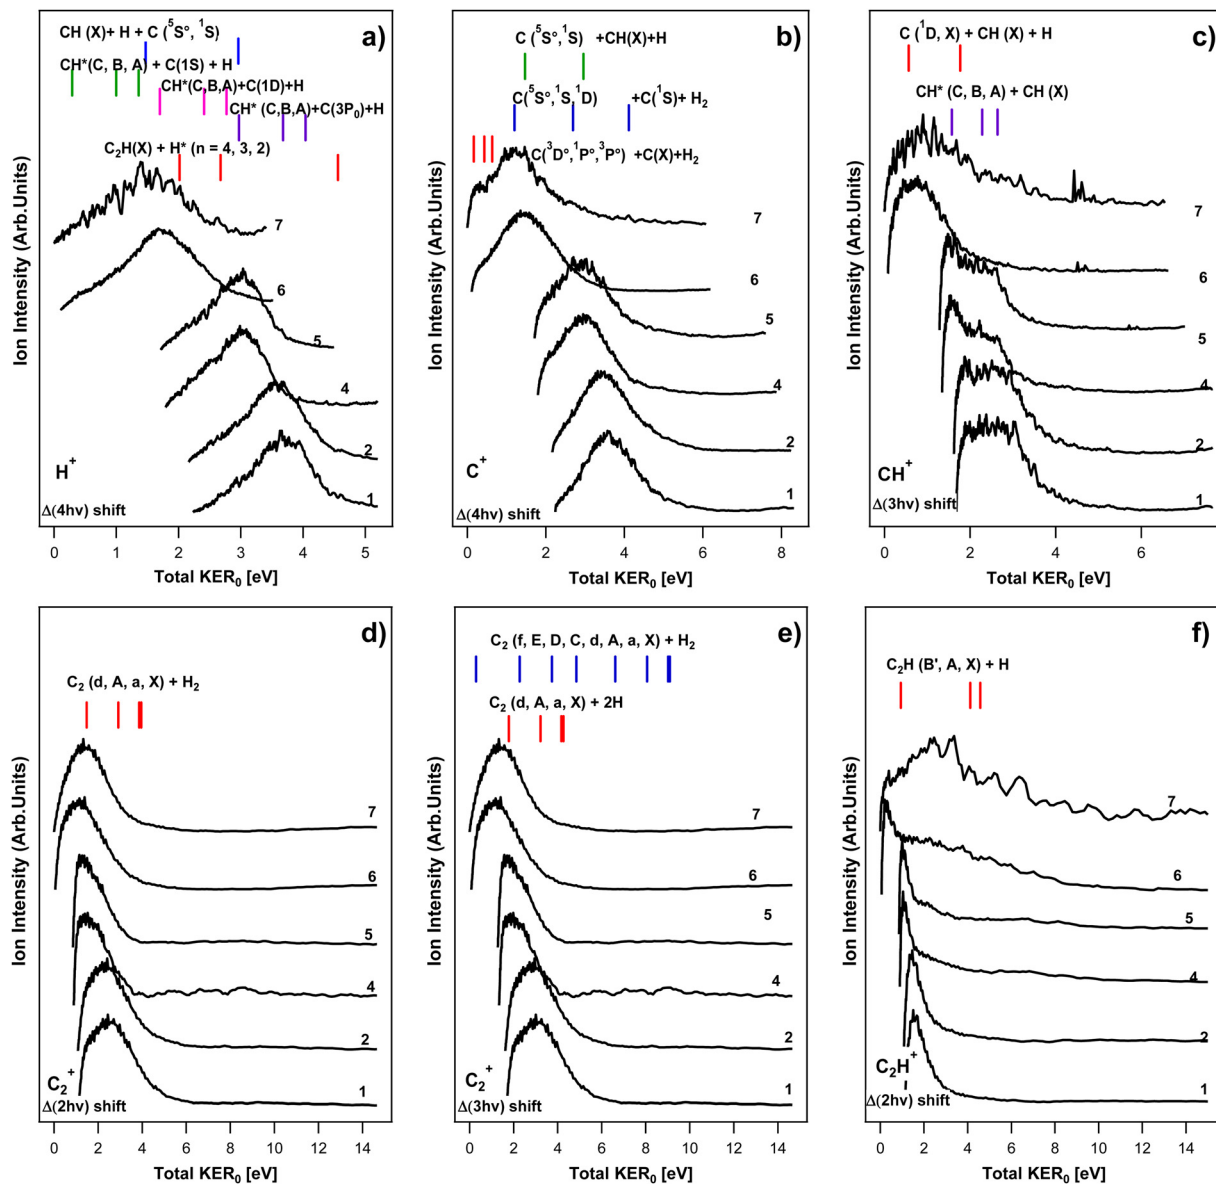 a)
CH (X)+ H + C (⁵S°, ¹S)
CH*(C, B, A) + C(1S) + H
CH*(C,B,A)+C(1D)+H
CH* (C,B,A)+C(3P₀)+H
C₂H(X) + H* (n = 4, 3, 2)
7
6
5
4
2
1
H⁺
Δ(4hv) shift
0 1 2 3 4 5
Total KER₀ [eV]
Ion Intensity (Arb.Units)
b)
C (⁵S°,¹S) +CH(X)+H
C(⁵S°,¹S,¹D) +C(¹S)+ H₂
C(³D°,¹P°,³P°) +C(X)+H₂
7
6
5
4
2
1
C⁺
Δ(4hv) shift
0 2 4 6 8
Total KER₀ [eV]
Ion Intensity (Arb.Units)
c)
C (¹D, X) + CH (X) + H
CH* (C, B, A) + CH (X)
7
6
5
4
2
1
CH⁺
Δ(3hv) shift
0 2 4 6
Total KER₀ [eV]
Ion Intensity (Arb.Units)
d)
C₂ (d, A, a, X) + H₂
7
6
5
4
2
1
C₂⁺
Δ(2hv) shift
0 2 4 6 8 10 12 14
Total KER₀ [eV]
Ion Intensity (Arb.Units)
e)
C₂ (f, E, D, C, d, A, a, X) + H₂
C₂ (d, A, a, X) + 2H
7
6
5
4
2
1
C₂⁺
Δ(3hv) shift
0 2 4 6 8 10 12 14
Total KER₀ [eV]
Ion Intensity (Arb.Units)
f)
C₂H (B', A, X) + H
7
6
5
4
2
1
C₂H⁺
Δ(2hv) shift
0 2 4 6 8 10 12 14
Total KER₀ [eV]
Ion Intensity (Arb.Units)